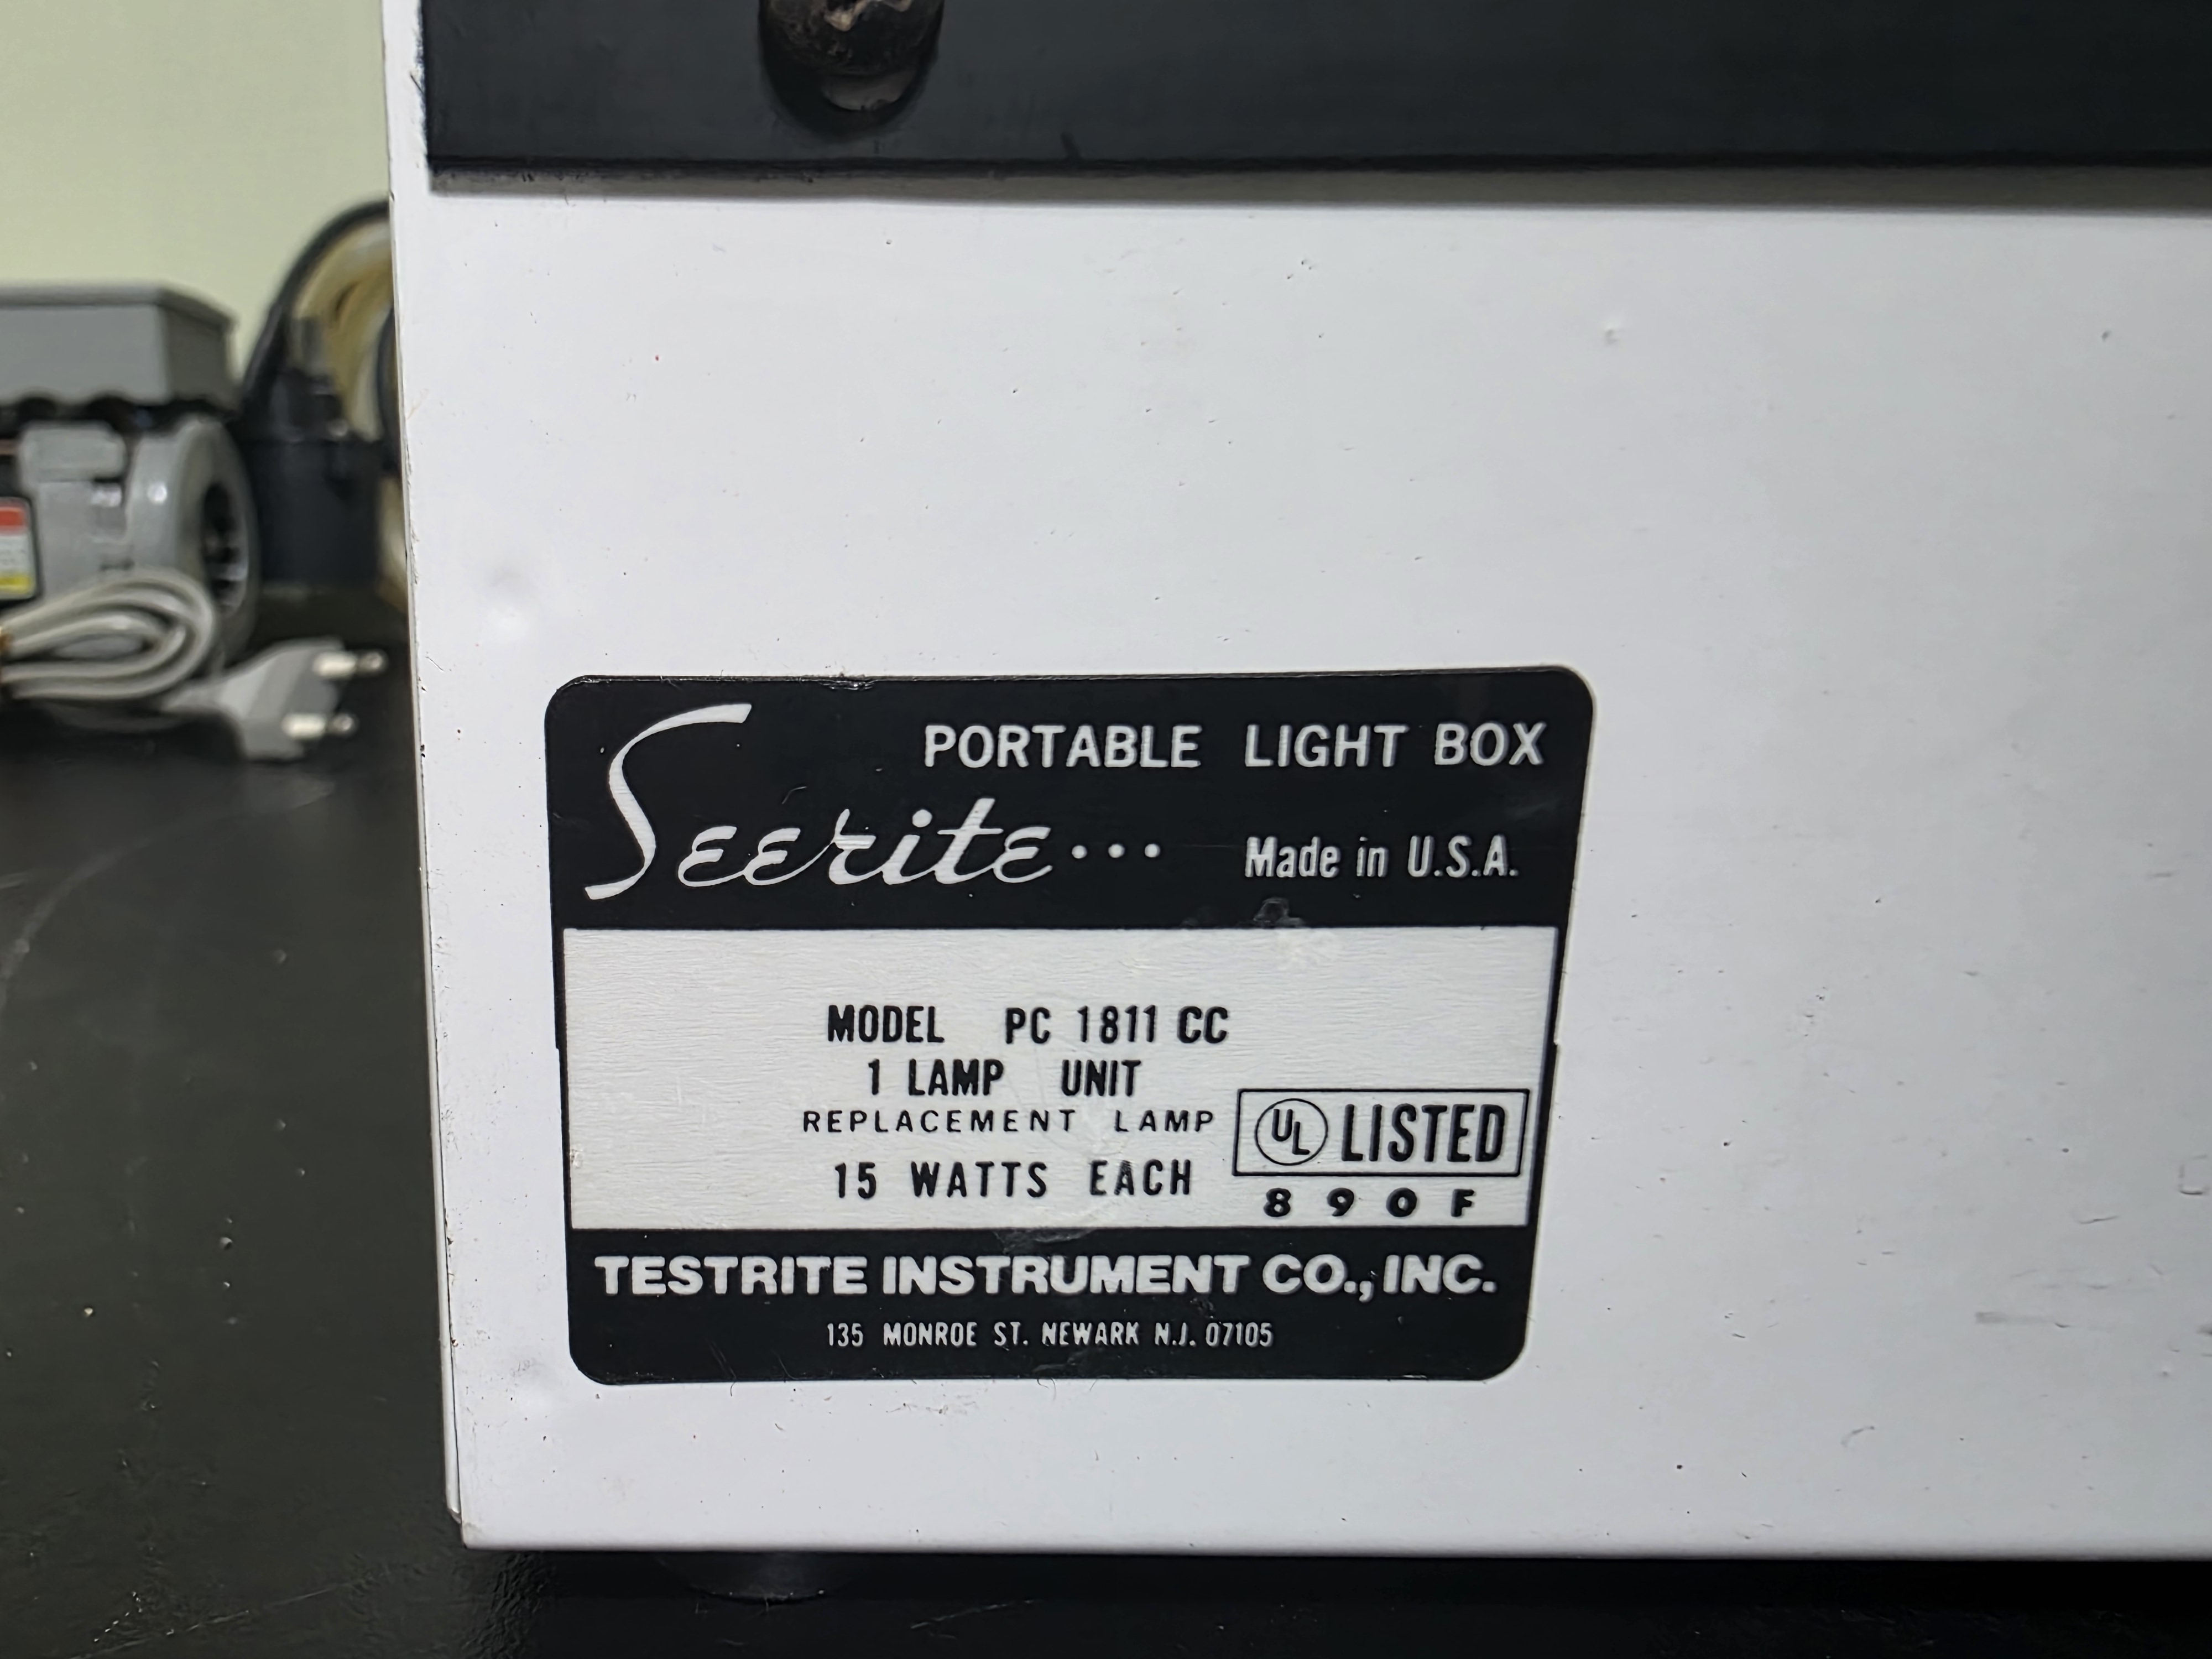 PORTABLE LIGHT BOX
Seerite...
Made in U.S.A.
MODEL PC 1811 CC
1 LAMP UNIT
REPLACEMENT LAMP
15 WATTS EACH
UL LISTED
890F
TESTRITE INSTRUMENT CO., INC.
135 MONROE ST. NEWARK N.J. 07105